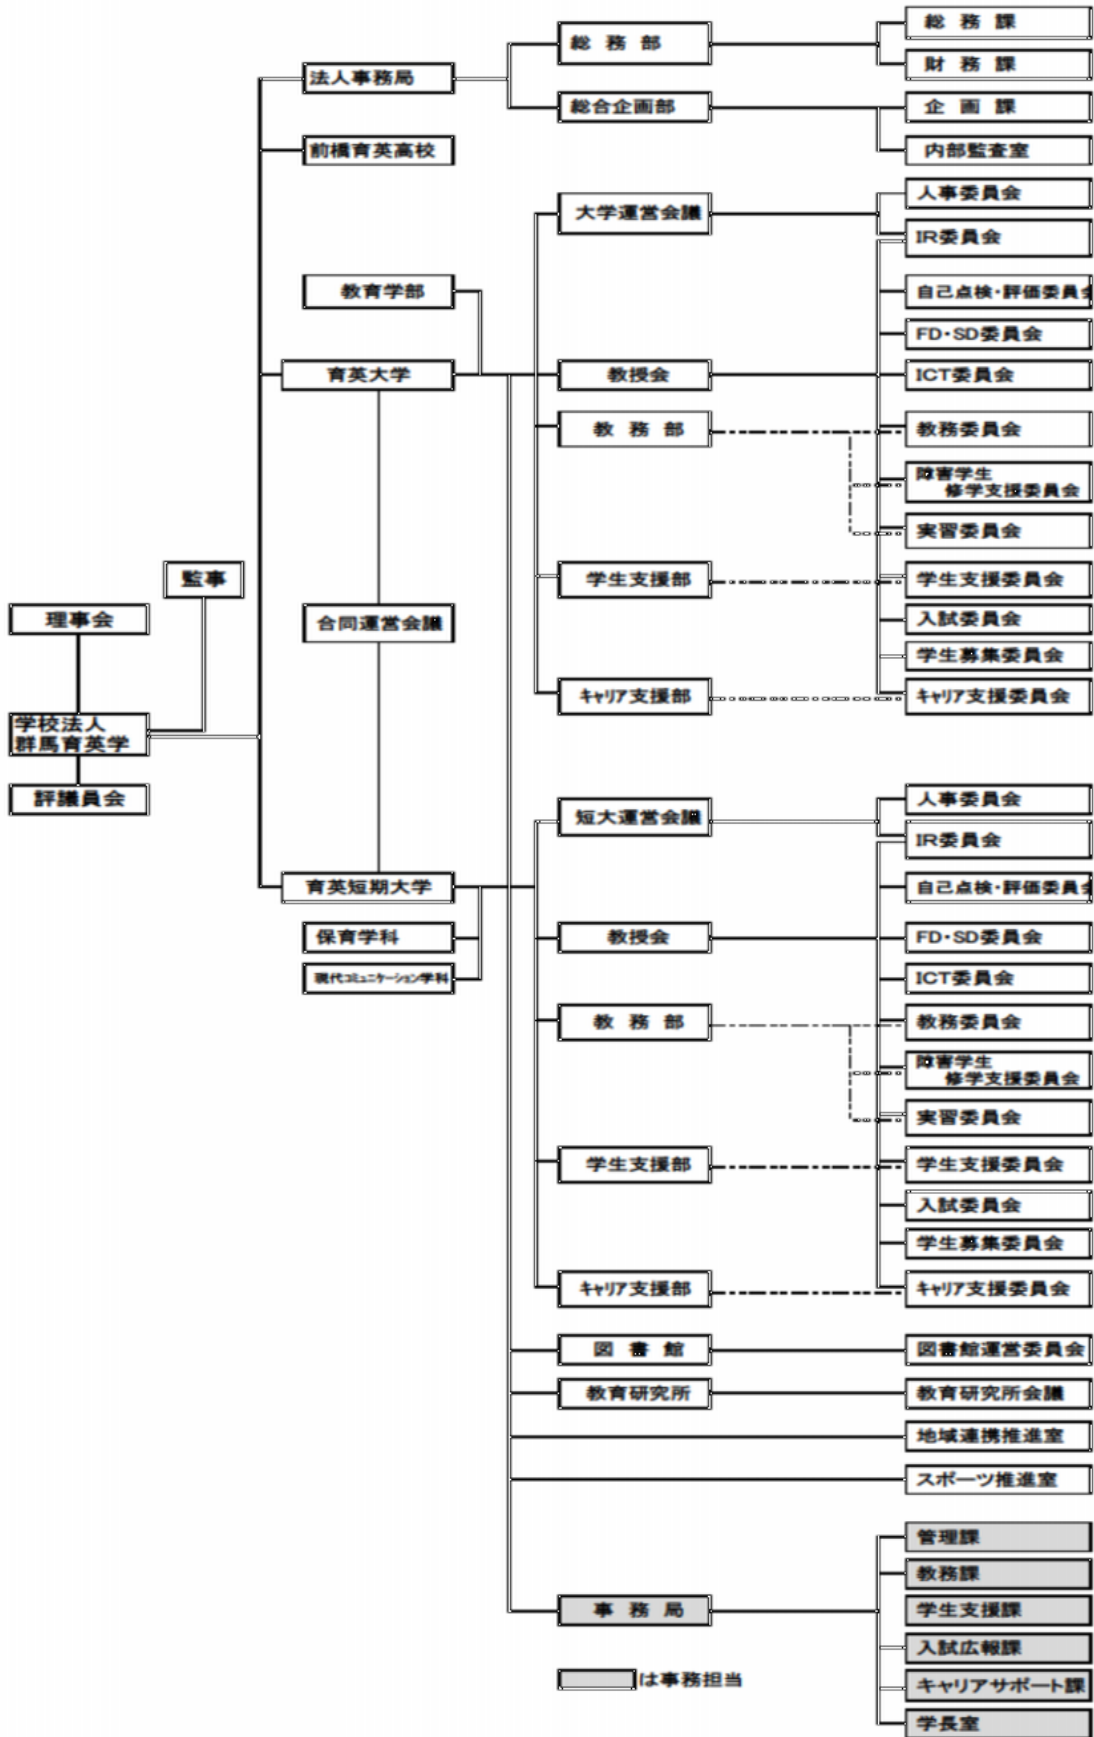 総務部
総務課
財務課
法人事務局
総合企画部
企画課
内部監査室
前橋育英高校
大学運営会議
人事委員会
IR委員会
教育学部
自己点検・評価委員会
FD・SD委員会
育英大学
教授会
ICT委員会
教務部
教務委員会
障害学生
修学支援委員会
実習委員会
監事
学生支援部
学生支援委員会
理事会
合同運営会議
入試委員会
学生募集委員会
キャリア支援部
キャリア支援委員会
学校法人
群馬育英学
評議員会
短大運営会議
人事委員会
IR委員会
育英短期大学
自己点検・評価委員会
保育学科
教授会
FD・SD委員会
現代コミュニケーション学科
ICT委員会
教務部
教務委員会
障害学生
修学支援委員会
実習委員会
学生支援部
学生支援委員会
入試委員会
学生募集委員会
キャリア支援部
キャリア支援委員会
図書館
図書館運営委員会
教育研究所
教育研究所会議
地域連携推進室
スポーツ推進室
管理課
教務課
事務局
学生支援課
入試広報課
は事務担当
キャリアサポート課
学長室